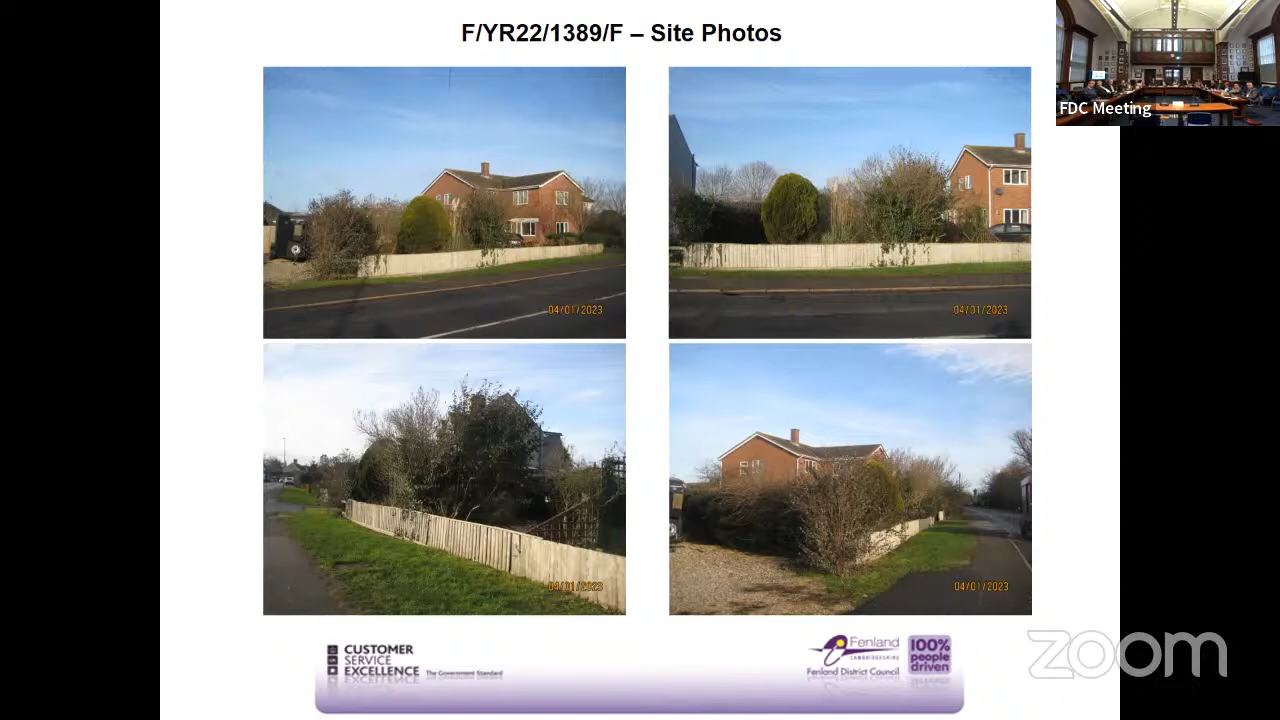 F/YR22/1389/F – Site Photos
FDC Meeting
04/01/2023
04/01/2023
04/01/2023
04/01/2023
CUSTOMER
SERVICE
EXCELLENCE
The Government Standard
Fenland
CAMBRIDGESHIRE
Fenland District Council
100%
people
driven
zoom